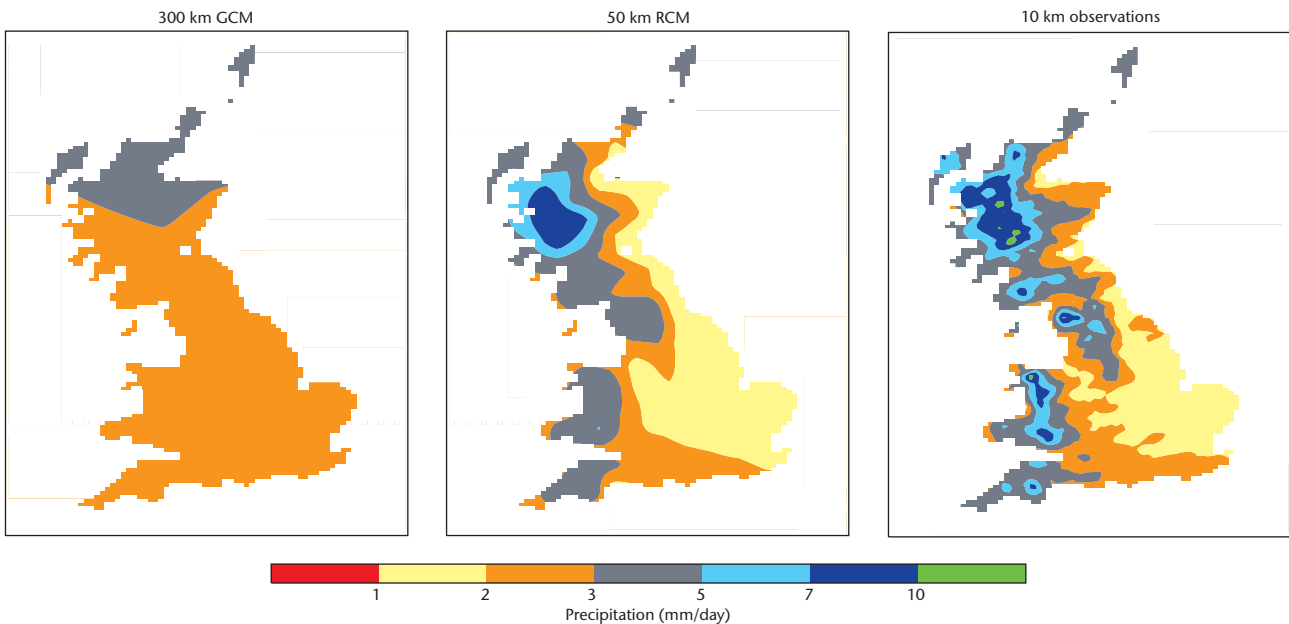 300 km GCM
50 km RCM
10 km observations
1 2 3 5 7 10
Precipitation (mm/day)